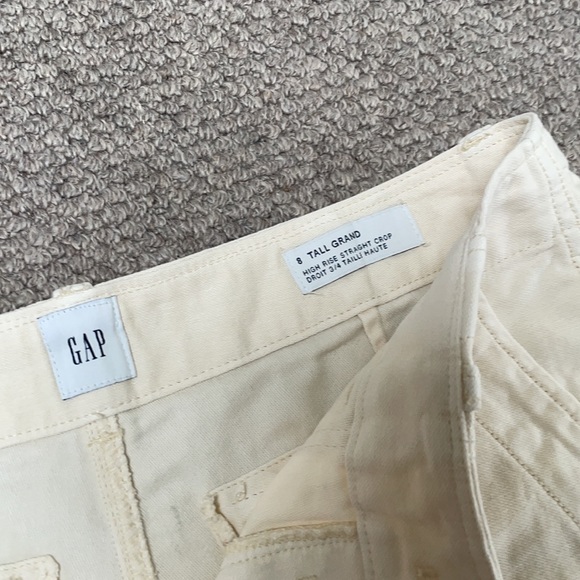 GAP
8 TALL GRAND
HIGH RISE STRAIGHT CROP
DROIT 3/4 TAILLE HAUTE